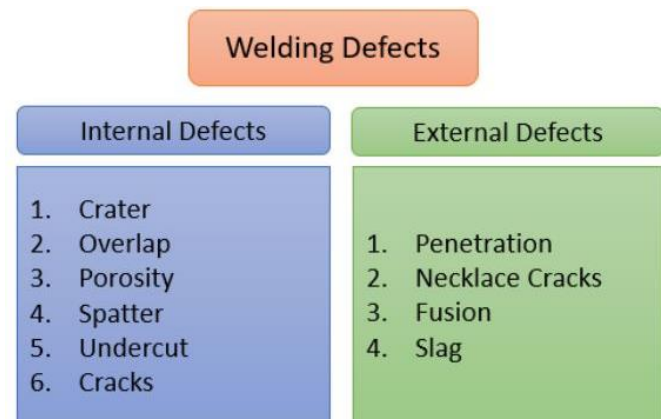 Welding Defects
Internal Defects
1. Crater
2. Overlap
3. Porosity
4. Spatter
5. Undercut
6. Cracks
External Defects
1. Penetration
2. Necklace Cracks
3. Fusion
4. Slag